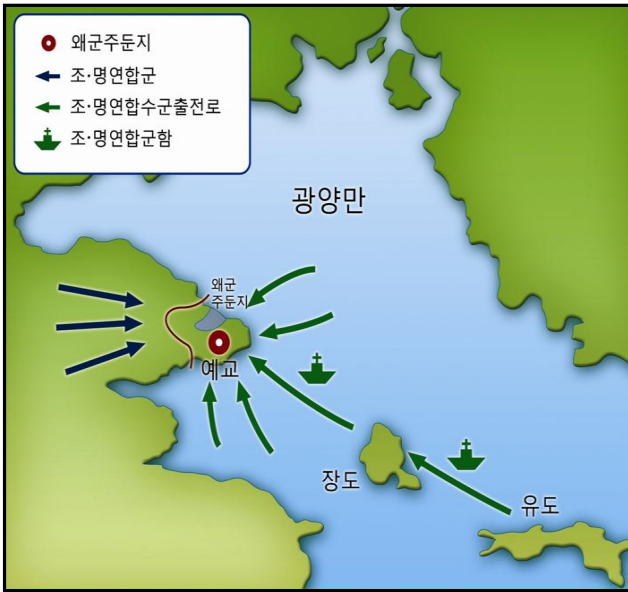 왜군주둔지
조·명연합군
조·명연합수군출전로
조·명연합군함
광양만
왜군
주둔지
예교
장도
유도